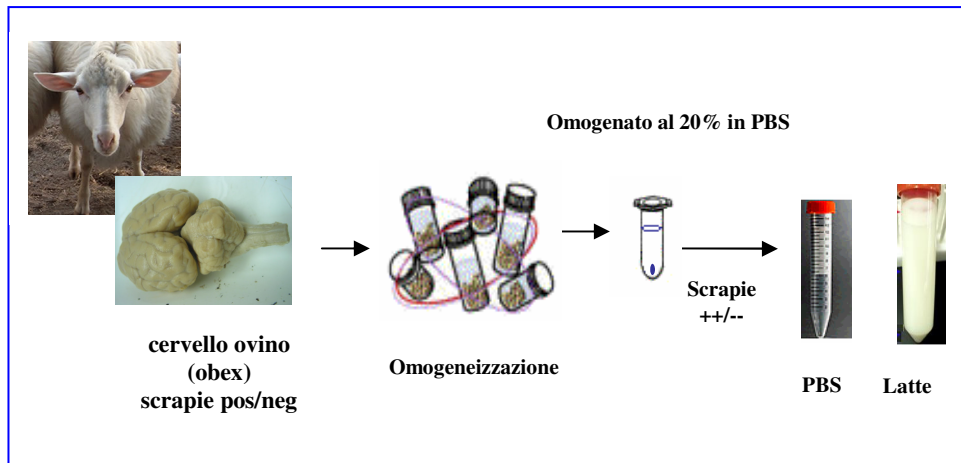 Omogenato al 20% in PBS
Scrapie
++/--
cervello ovino
(obex)
scrapie pos/neg
Omogeneizzazione
PBS
Latte